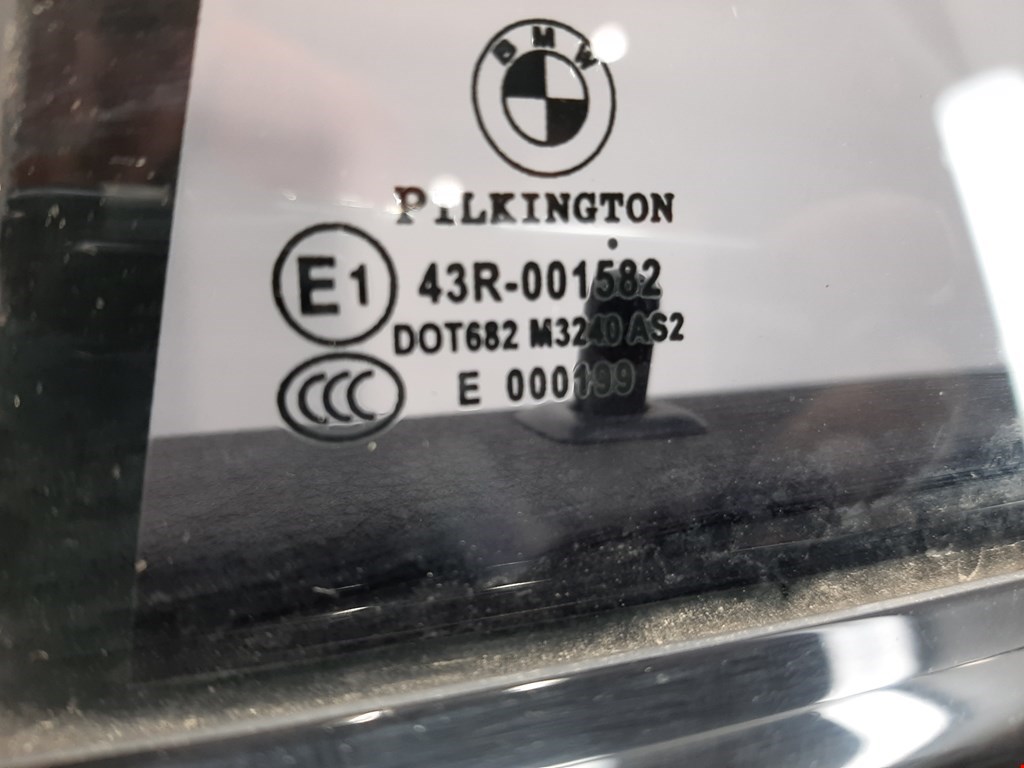 BMW
PILKINGTON
E1 43R-001582
DOT682 M3240 AS2
CCC E 000199